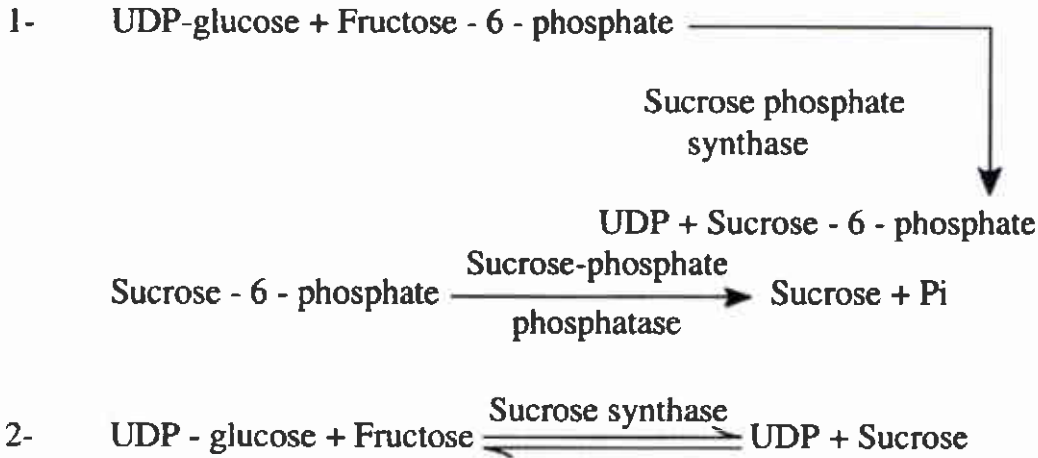 1- UDP-glucose + Fructose - 6 - phosphate
Sucrose phosphate
synthase
UDP + Sucrose - 6 - phosphate
Sucrose-phosphate
Sucrose - 6 - phosphate Sucrose + Pi
phosphatase
Sucrose synthase
2- UDP - glucose + Fructose UDP + Sucrose